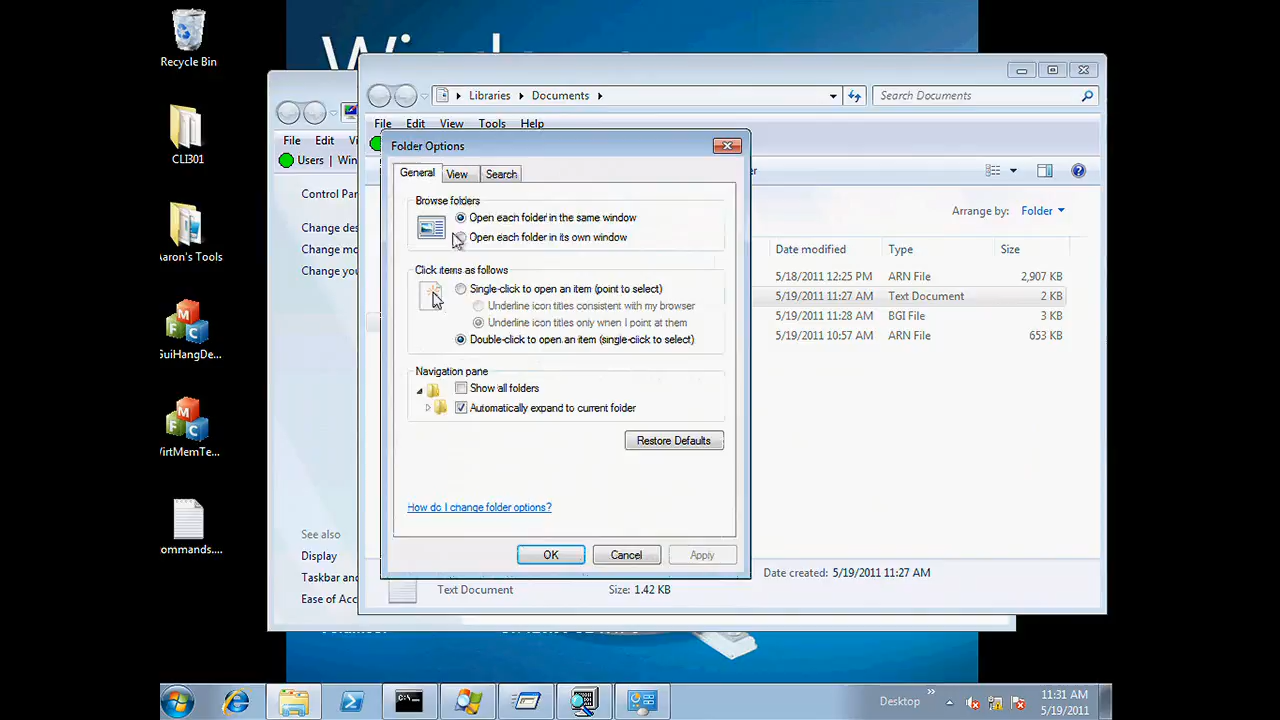 Recycle Bin
CLI301
Aaron's Tools
GuiHangDe...
VirtMemTe...
ommands....
Libraries
Documents
Search Documents
File
Edit
View
Tools
Help
File
Edit
Users
Control
Change
Change
Change
See also
Display
Taskbar and
Folder Options
General
View
Search
Browse folders
Open each folder in the same window
Open each folder in its own window
Click items as follows
Single-click to open an item (point to select)
Underline icon titles consistent with my browser
Underline icon titles only when I point at them
Double-click to open an item (single-click to select)
Navigation pane
Show all folders
Automatically expand to current folder
Restore Defaults
How do I change folder options?
OK
Cancel
Apply
Arrange by: Folder
Date modified
Type
Size
5/18/2011 12:25 PM
ARN File
2,907 KB
5/19/2011 11:27 AM
Text Document
2 KB
5/19/2011 11:28 AM
BGI File
3 KB
5/19/2011 10:57 AM
ARN File
653 KB
Date created: 5/19/2011 11:27 AM
Text Document
Size: 1.42 KB
Desktop
11:31 AM
5/19/2011